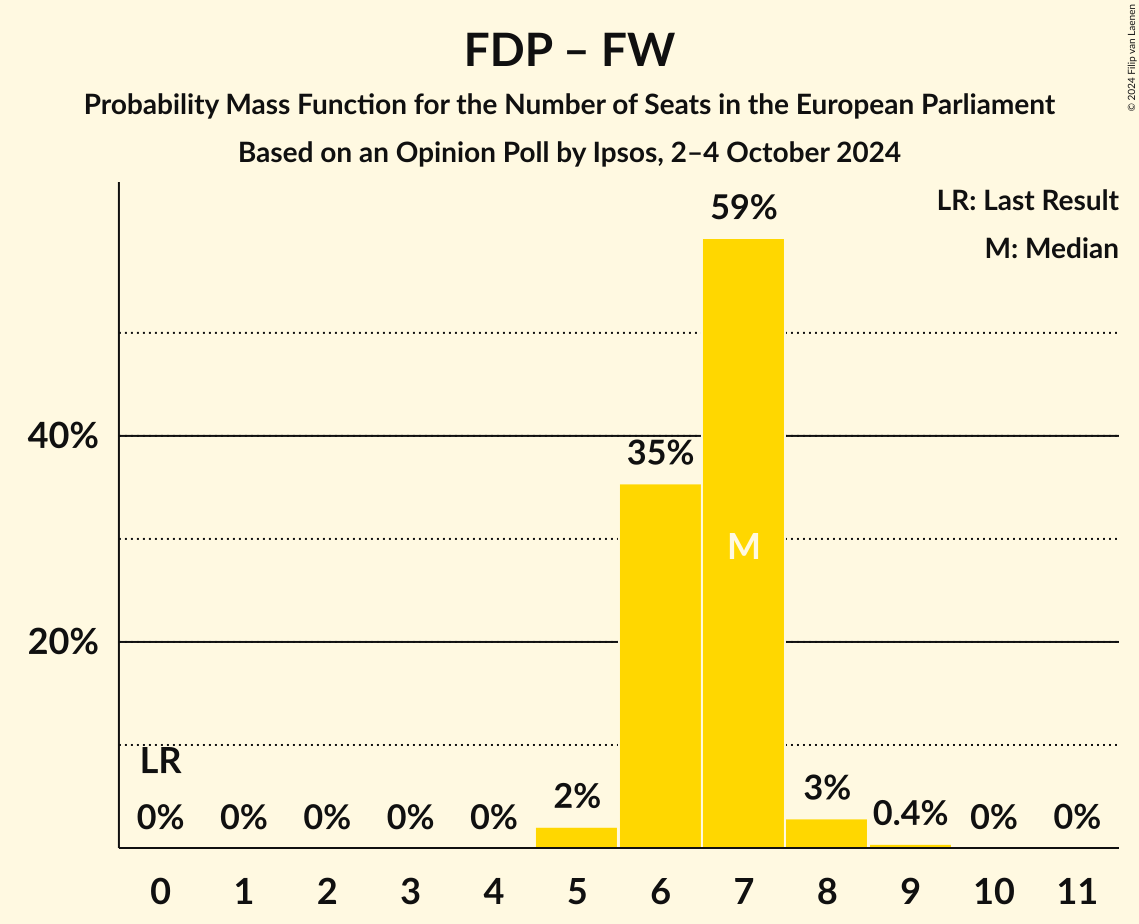 FDP – FW
Probability Mass Function for the Number of Seats in the European Parliament
Based on an Opinion Poll by Ipsos, 2–4 October 2024
© 2024 Filip van Laenen
LR: Last Result
M: Median
59%
40%
35%
M
20%
LR
0% 0% 0% 0% 0% 2% 3% 0.4% 0% 0%
0 1 2 3 4 5 6 7 8 9 10 11